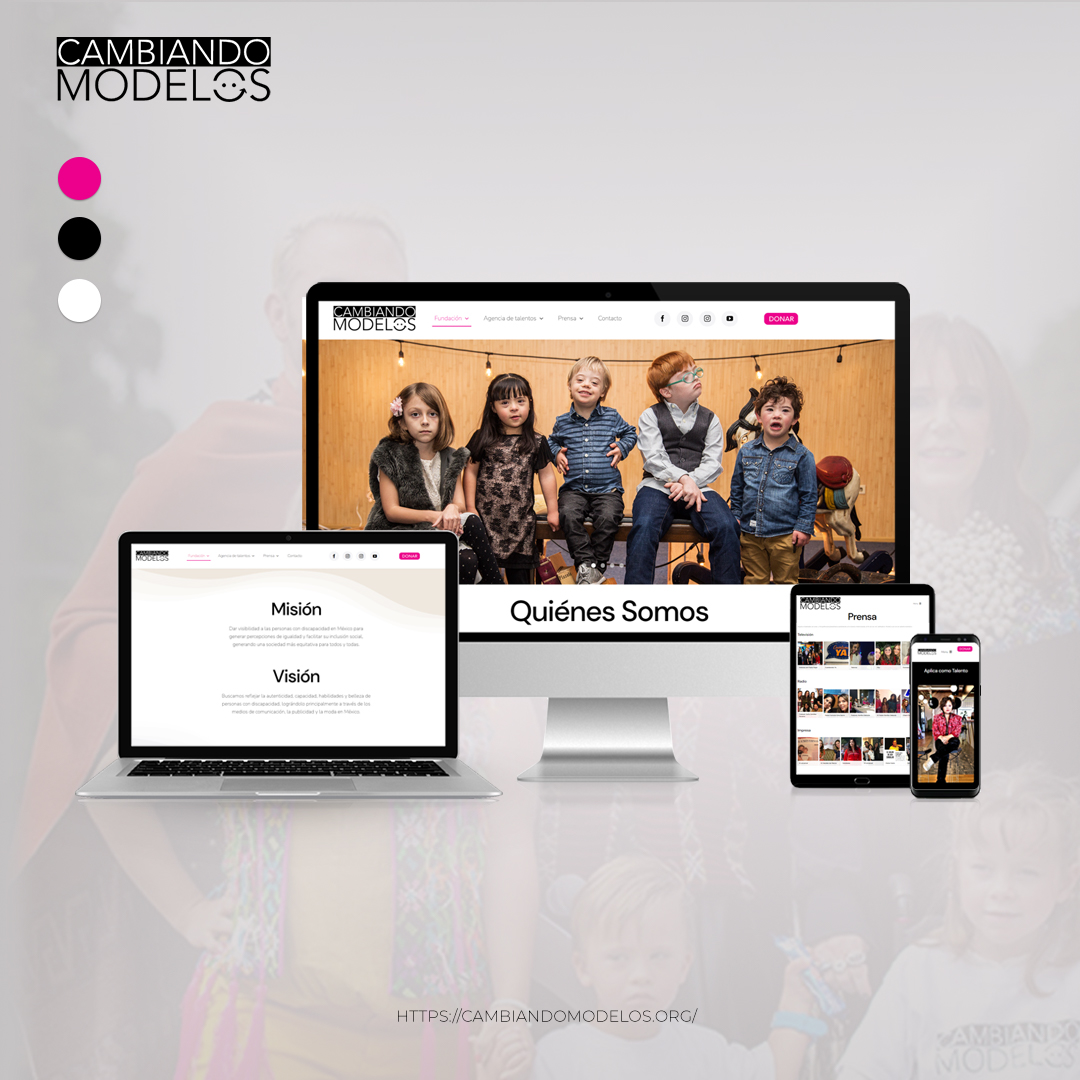 CAMBIANDO
MODELOS
CAMBIANDO
MODELOS
Fundación
Agencia de talentos
Prensa
Contacto
DONAR
Quiénes Somos
CAMBIANDO
MODELOS
Fundación
Agencia de talentos
Prensa
Contacto
DONAR
Misión
Dar visibilidad a las personas con discapacidad en México para
generar percepciones de igualdad y facilitar su inclusión social,
generando una sociedad más equitativa para todos y todas.
Visión
Buscamos reflejar la autenticidad, capacidad, habilidades y belleza de
personas con discapacidad, lográndolo principalmente a través de los
medios de comunicación, la publicidad y la moda en México.
CAMBIANDO
MODELOS
Prensa
Televisión
YA
Radio
Impresos
CAMBIANDO
MODELOS
DONAR
Aplica como Talento
CAMBIANDO
MODELOS
HTTPS://CAMBIANDOMODELOS.ORG/